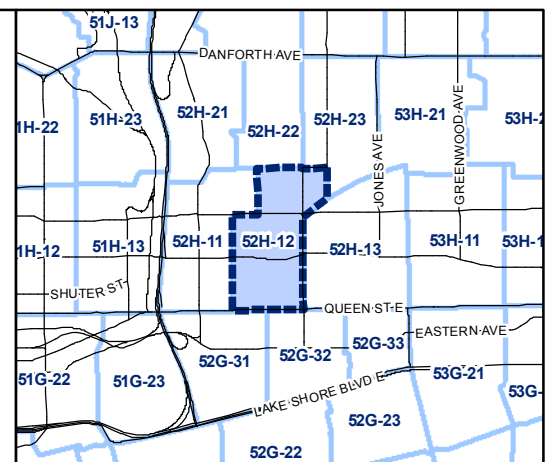 51J-13
DANFORTH AVE
1H-22
51H-23
52H-21
52H-22
52H-23
JONES AVE
53H-21
GREENWOOD AVE
53H-2
1H-12
51H-13
52H-11
52H-12
52H-13
53H-11
53H-1
SHUTER ST
QUEEN ST E
EASTERN AVE
51G-22
51G-23
52G-31
52G-32
52G-33
53G-21
53G-
LAKE SHORE BLVD E
52G-23
52G-22